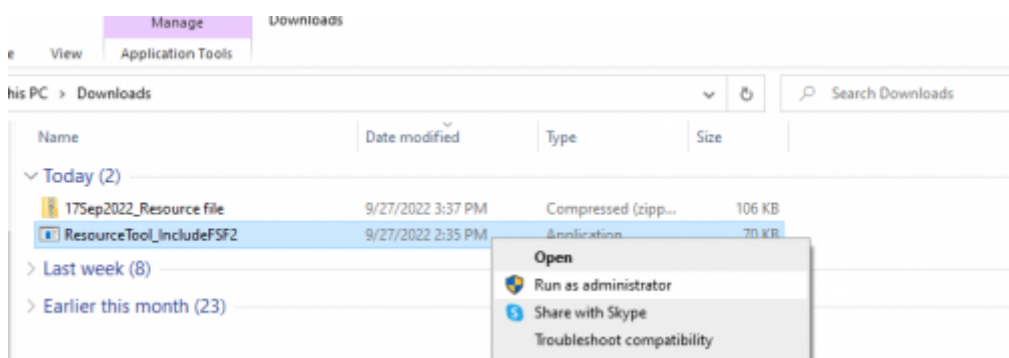 Manage Downloads
View Application Tools
his PC > Downloads Search Downloads
Name Date modified Type Size
Today (2)
17Sep2022_Resource file 9/27/2022 3:37 PM Compressed (zipp... 106 KB
ResourceTool_IncludeFSF2 9/27/2022 2:35 PM Application 70 KB
Open
Last week (8)
Run as administrator
Earlier this month (23)
Share with Skype
Troubleshoot compatibility